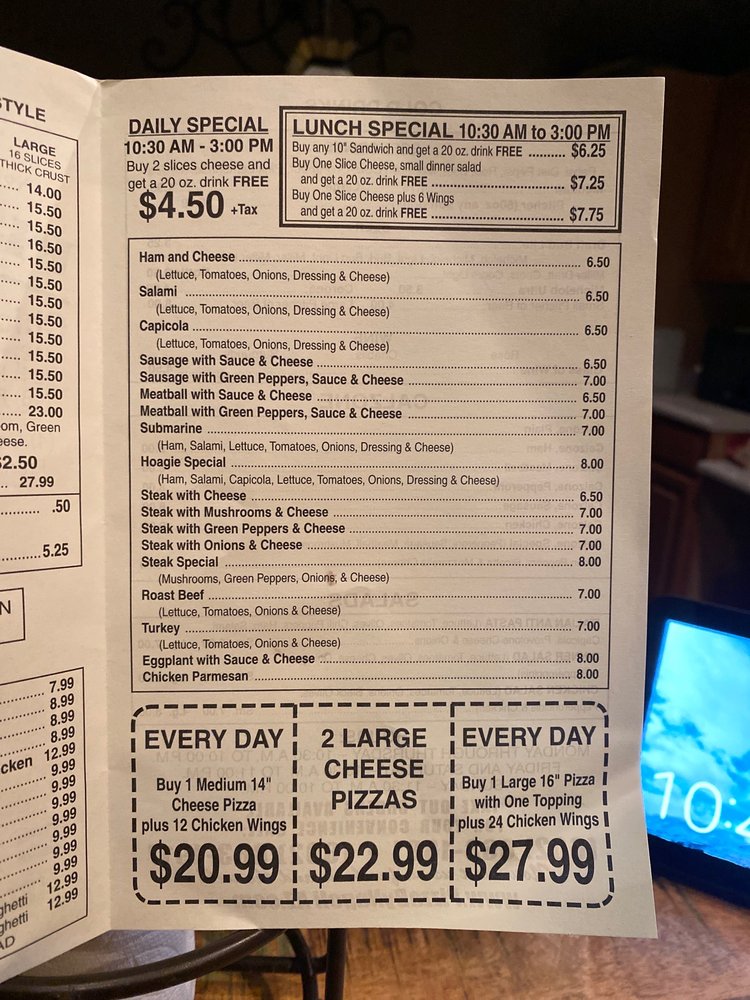 STYLE
LARGE
16 SLICES
THICK CRUST
14.00
15.50
15.50
16.50
15.50
15.50
15.50
15.50
15.50
15.50
15.50
23.00
Green
$2.50
27.99
.50
5.25
7.99
8.99
8.99
8.99
12.99
9.99
9.99
9.99
9.99
9.99
9.99
12.99
12.99
DAILY SPECIAL
10:30 AM - 3:00 PM
Buy 2 slices cheese and
get a 20 oz. drink FREE
$4.50 +Tax
LUNCH SPECIAL 10:30 AM to 3:00 PM
Buy any 10" Sandwich and get a 20 oz. drink FREE .......... $6.25
Buy One Slice Cheese, small dinner salad
and get a 20 oz. drink FREE .......... $7.25
Buy One Slice Cheese plus 6 Wings
and get a 20 oz. drink FREE .......... $7.75
Ham and Cheese .......... 6.50
(Lettuce, Tomatoes, Onions, Dressing & Cheese)
Salami .......... 6.50
(Lettuce, Tomatoes, Onions, Dressing & Cheese)
Capicola .......... 6.50
(Lettuce, Tomatoes, Onions, Dressing & Cheese)
Sausage with Sauce & Cheese .......... 6.50
Sausage with Green Peppers, Sauce & Cheese .......... 7.00
Meatball with Sauce & Cheese .......... 6.50
Meatball with Green Peppers, Sauce & Cheese .......... 7.00
Submarine .......... 7.00
(Ham, Salami, Lettuce, Tomatoes, Onions, Dressing & Cheese)
Hoagie Special .......... 8.00
(Ham, Salami, Capicola, Lettuce, Tomatoes, Onions, Dressing & Cheese)
Steak with Cheese .......... 6.50
Steak with Mushrooms & Cheese .......... 7.00
Steak with Green Peppers & Cheese .......... 7.00
Steak with Onions & Cheese .......... 7.00
Steak Special .......... 8.00
(Mushrooms, Green Peppers, Onions, & Cheese)
Roast Beef .......... 7.00
(Lettuce, Tomatoes, Onions & Cheese)
Turkey .......... 7.00
(Lettuce, Tomatoes, Onions & Cheese)
Eggplant with Sauce & Cheese .......... 8.00
Chicken Parmesan .......... 8.00
EVERY DAY
Buy 1 Medium 14"
Cheese Pizza
plus 12 Chicken Wings
$20.99
2 LARGE
CHEESE
PIZZAS
$22.99
EVERY DAY
Buy 1 Large 16" Pizza
with One Topping
plus 24 Chicken Wings
$27.99